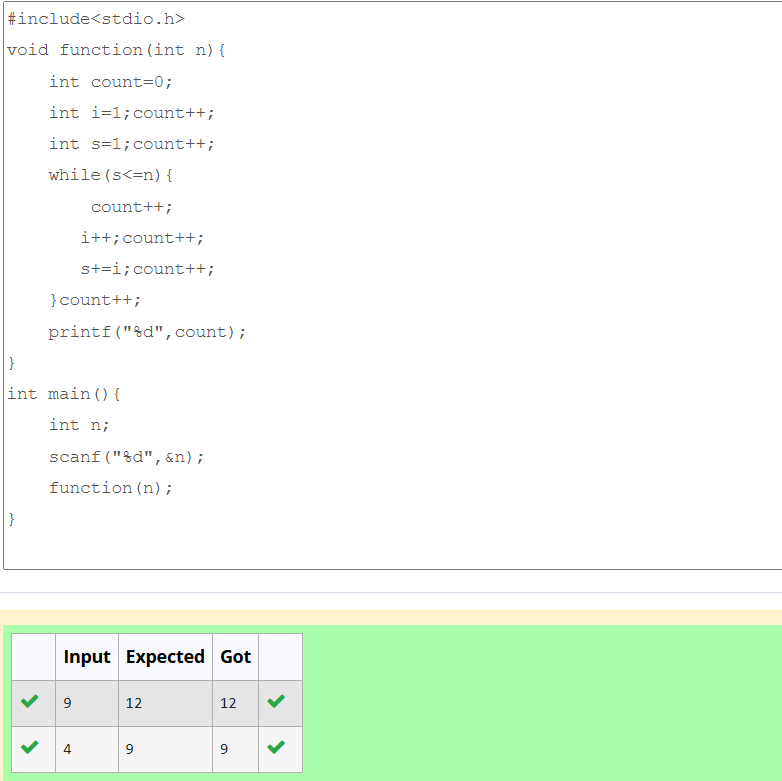 #include<stdio.h>
void function(int n){
    int count=0;
    int i=1;count++;
    int s=1;count++;
    while(s<=n){
        count++;
       i++;count++;
       s+=i;count++;
    }count++;
    printf("%d",count);
}
int main(){
    int n;
    scanf("%d",&n);
    function(n);
}
Input Expected Got
9 12 12
4 9 9